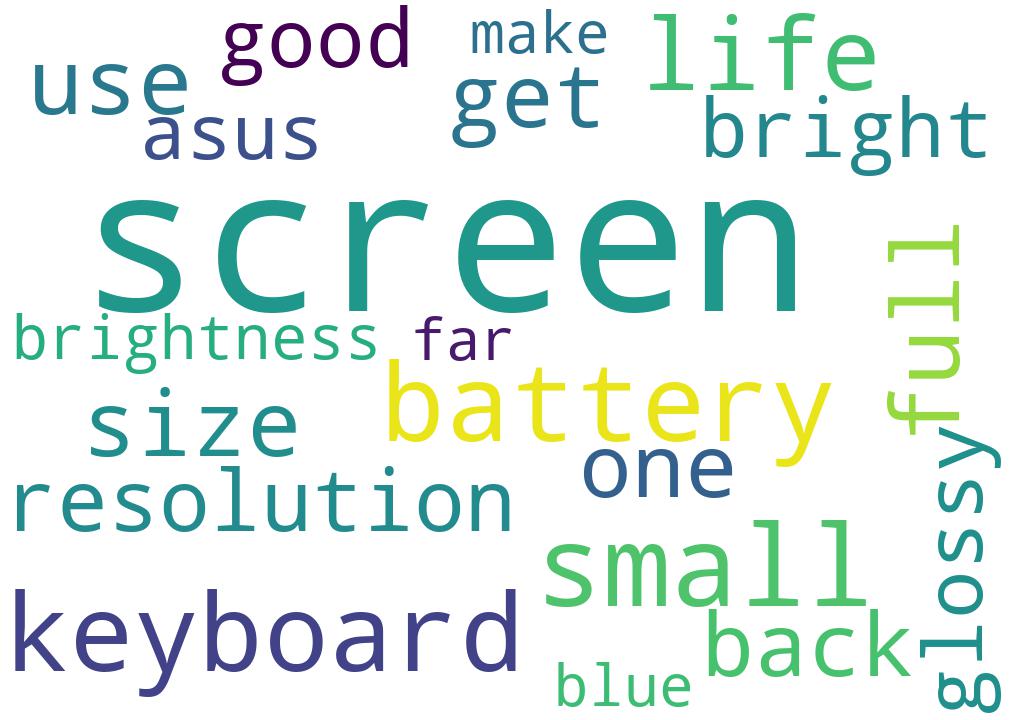 good
make
life
use
get
asus
bright
screen
full
brightness
far
battery
size
one
glossy
resolution
small
keyboard
back
blue